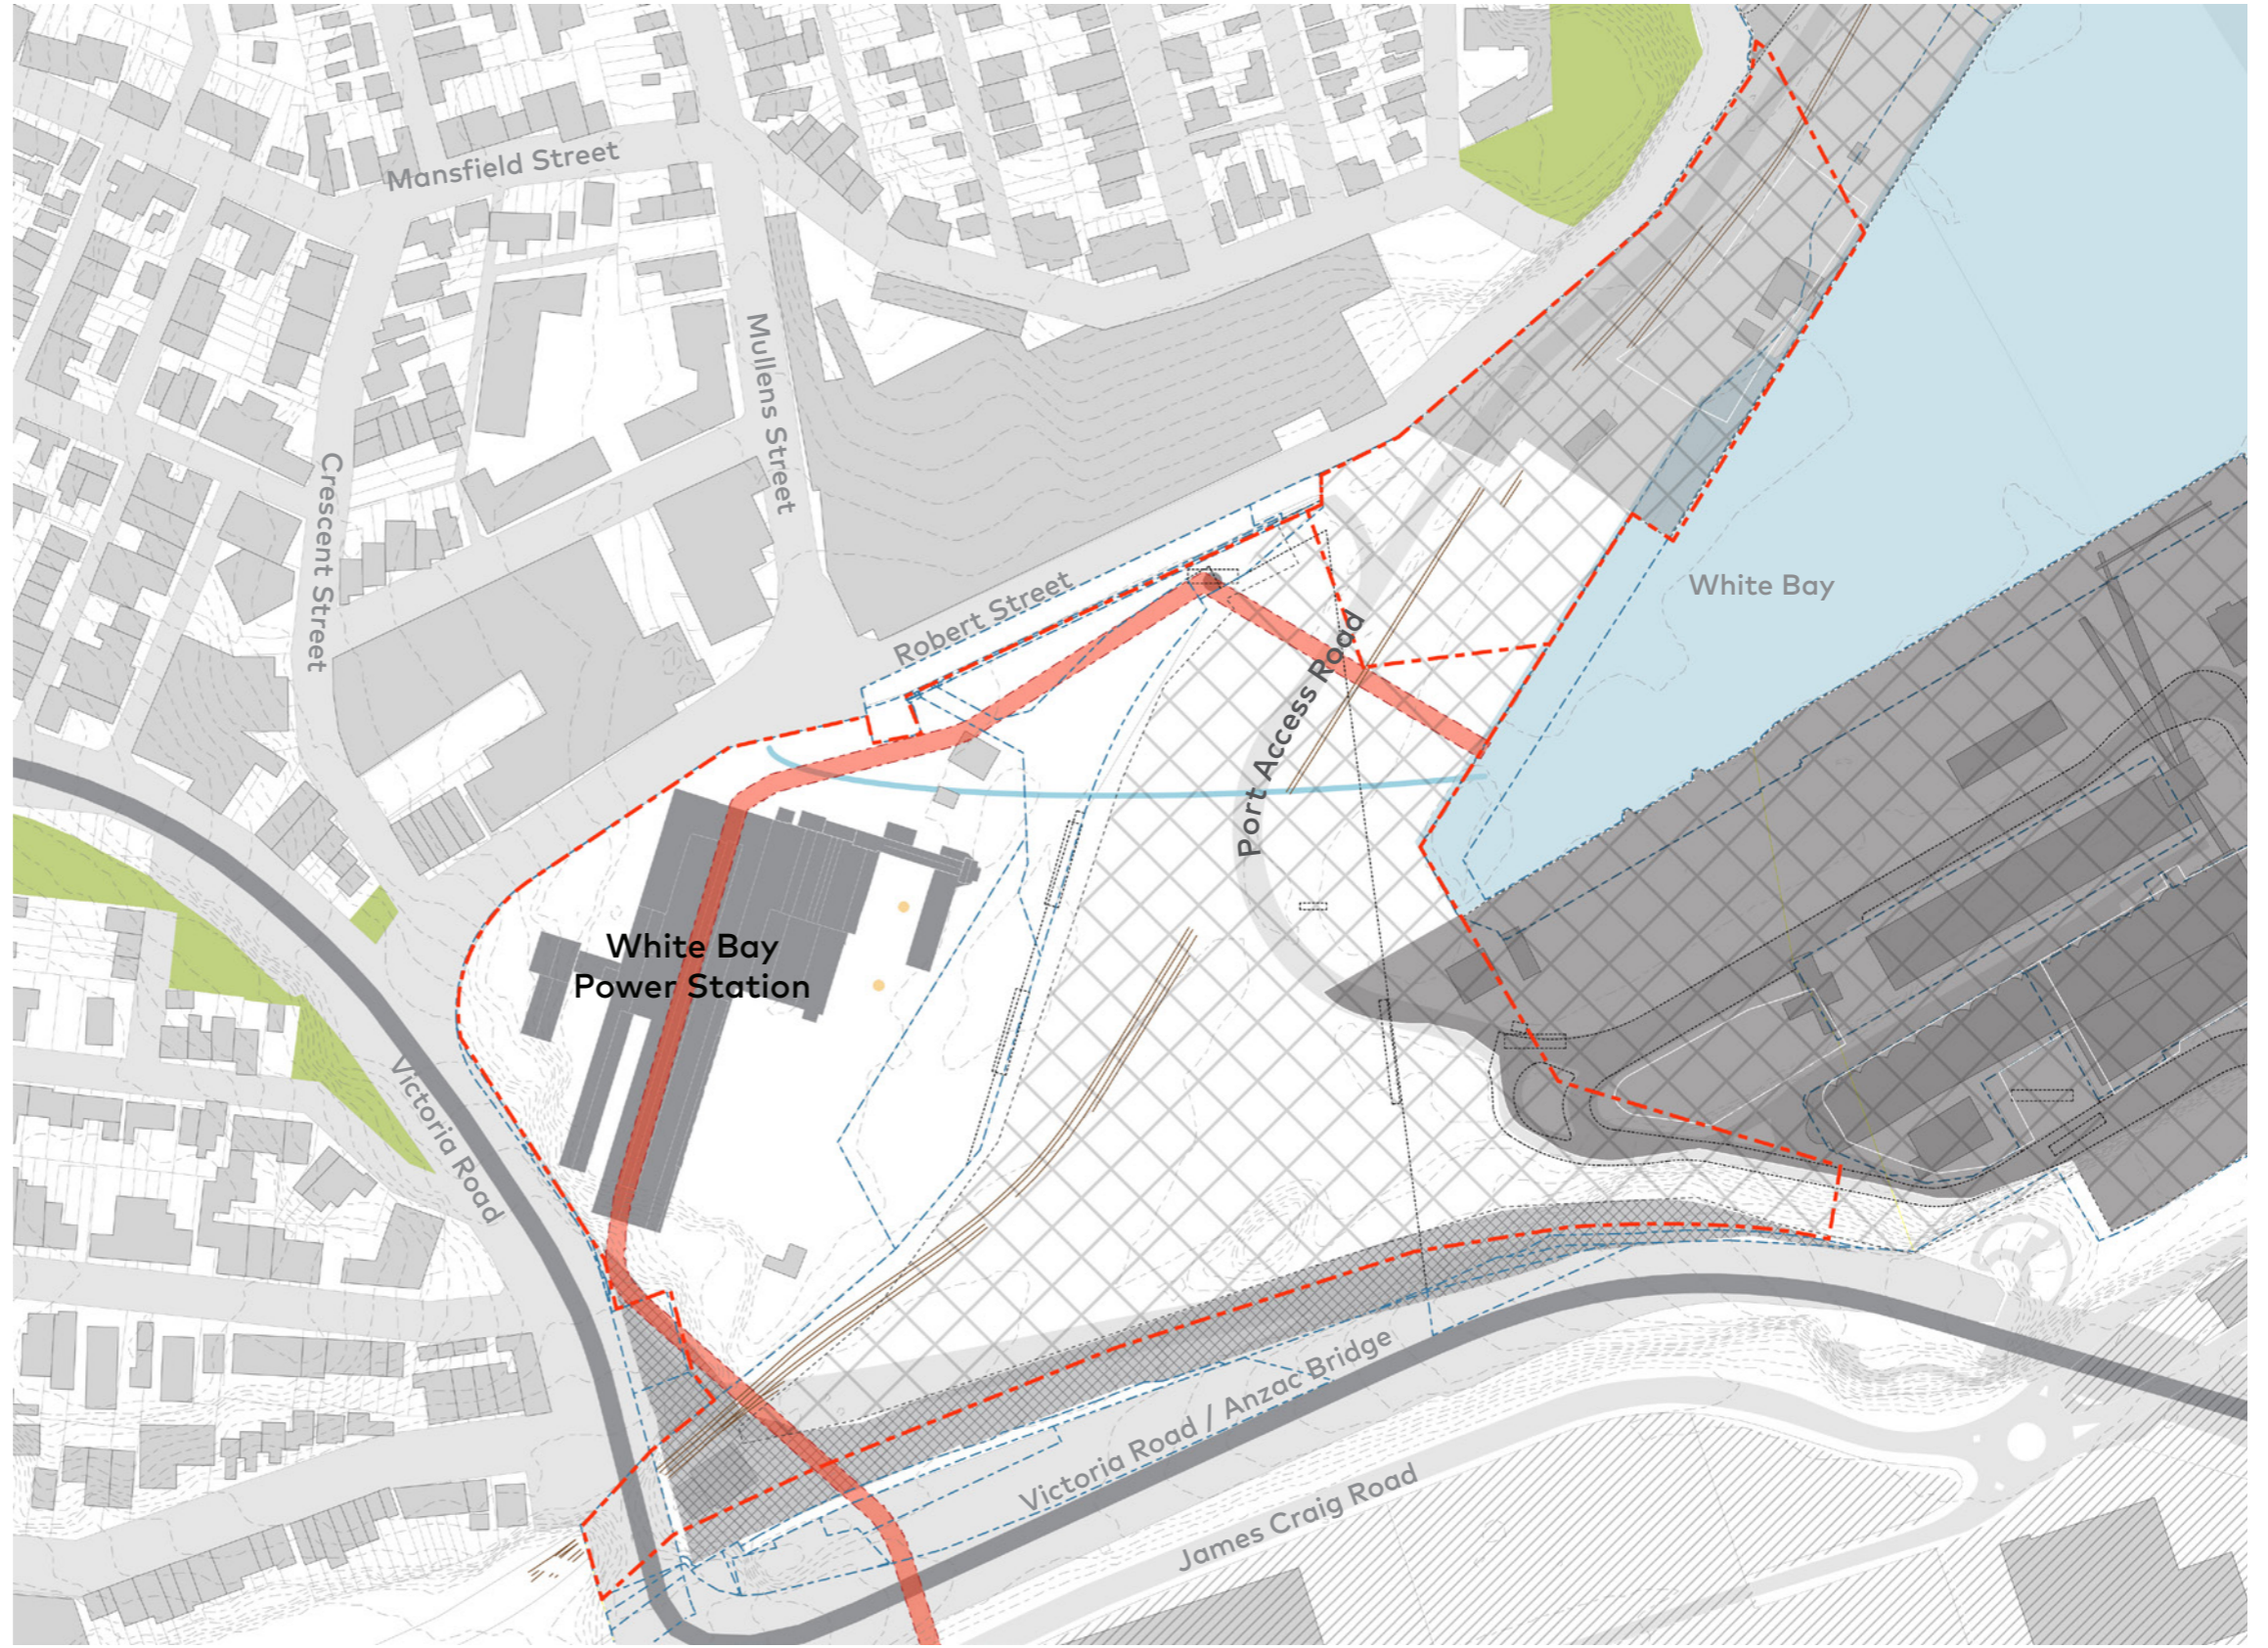 Mansfield Street
Mullens Street
Crescent Street
Robert Street
White Bay
Port Access Road
White Bay
Power Station
Victoria Road
Victoria Road / Anzac Bridge
James Craig Road